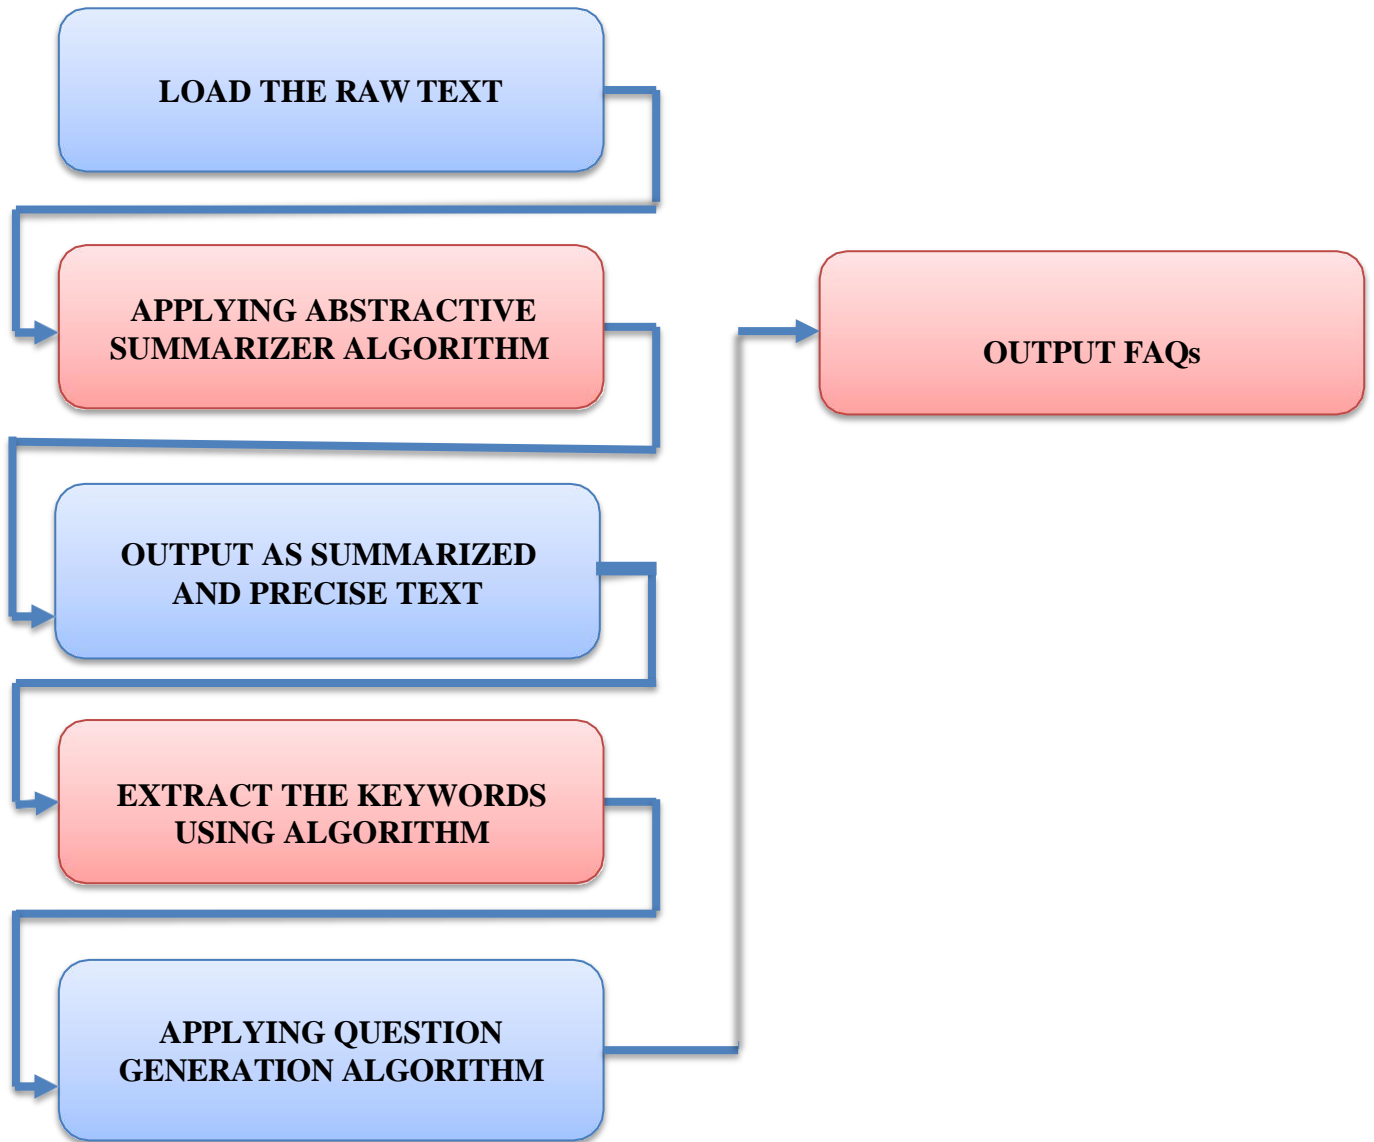 LOAD THE RAW TEXT
APPLYING ABSTRACTIVE
SUMMARIZER ALGORITHM
OUTPUT AS SUMMARIZED
AND PRECISE TEXT
EXTRACT THE KEYWORDS
USING ALGORITHM
APPLYING QUESTION
GENERATION ALGORITHM
OUTPUT FAQs